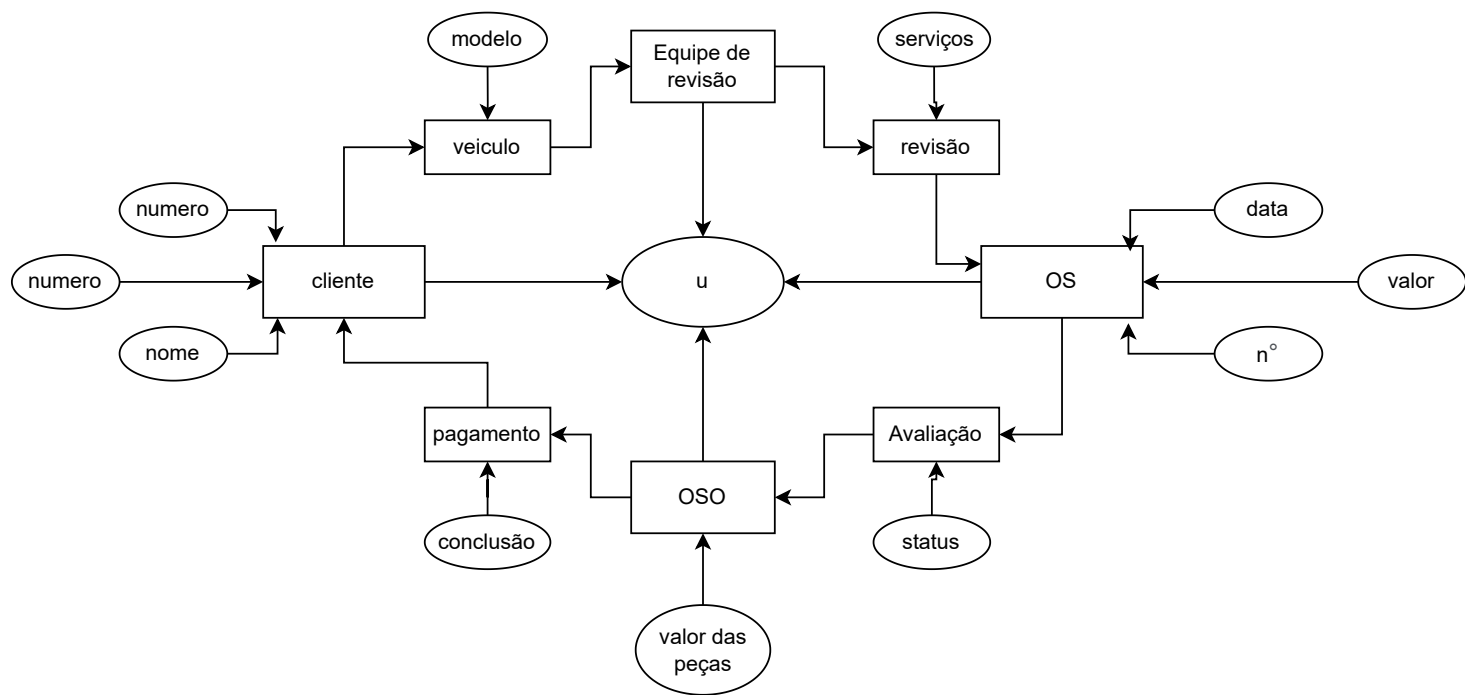 modelo
Equipe de
revisão
serviços
veiculo
revisão
numero
data
numero
cliente
u
OS
valor
nome
n°
pagamento
Avaliação
OSO
conclusão
status
valor das
peças